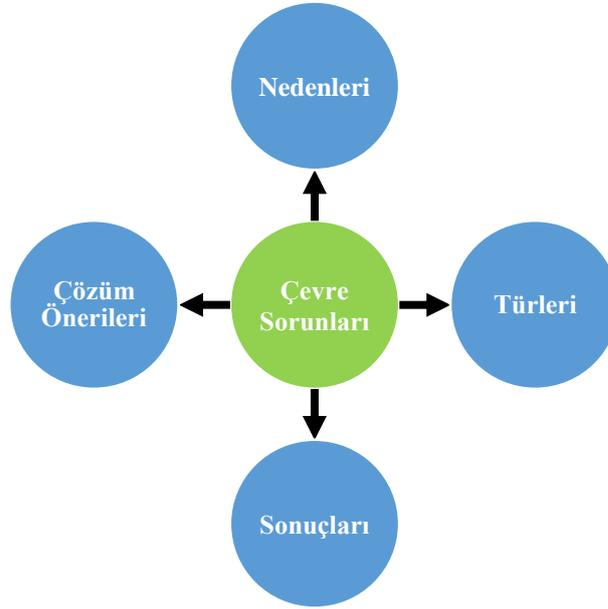 Nedenleri
Çözüm
Önerileri
Çevre
Sorunları
Türleri
Sonuçları